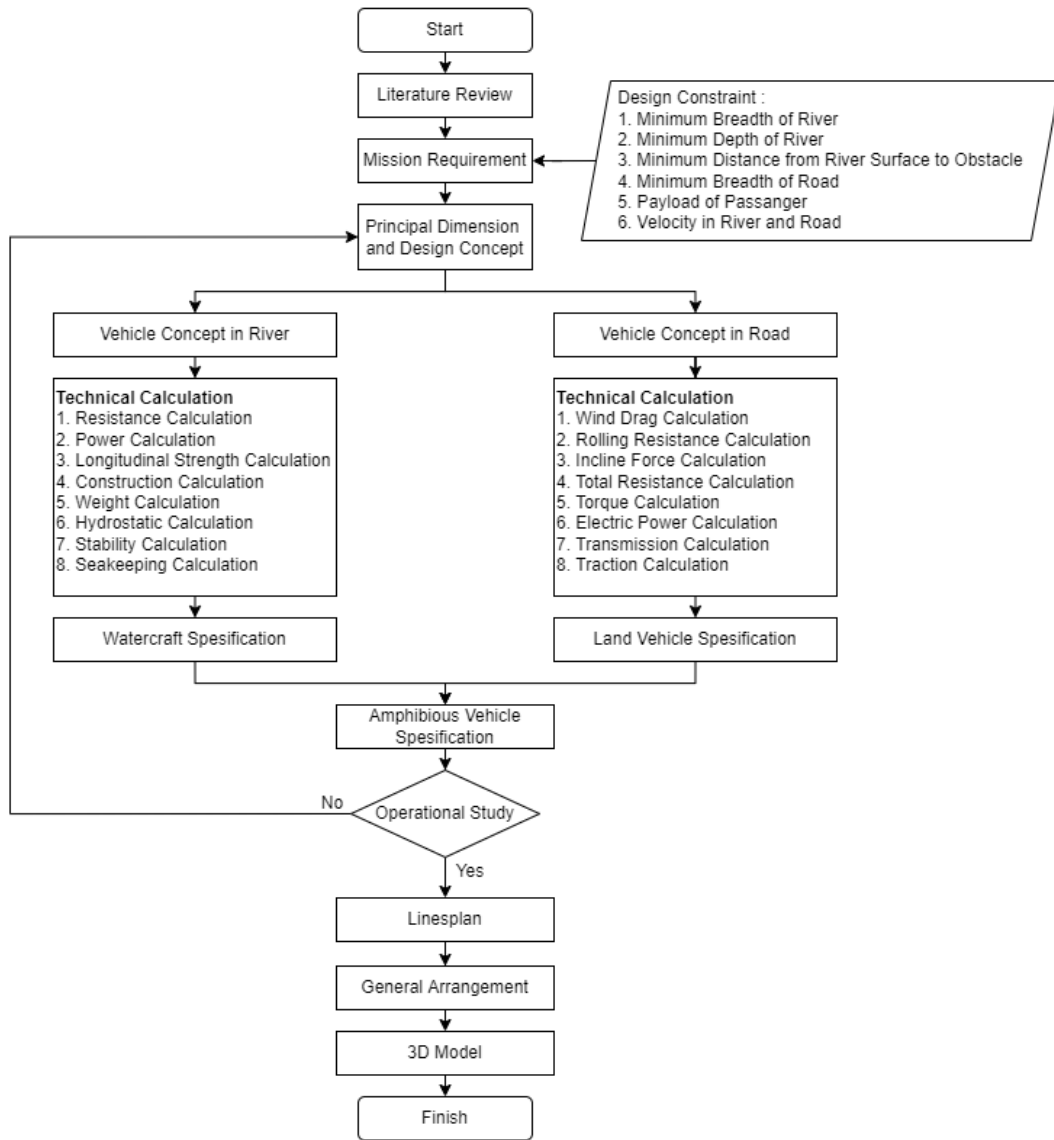 Start
Literature Review
Mission Requirement
Design Constraint :
1. Minimum Breadth of River
2. Minimum Depth of River
3. Minimum Distance from River Surface to Obstacle
4. Minimum Breadth of Road
5. Payload of Passanger
6. Velocity in River and Road
Principal Dimension
and Design Concept
Vehicle Concept in River
Technical Calculation
1. Resistance Calculation
2. Power Calculation
3. Longitudinal Strength Calculation
4. Construction Calculation
5. Weight Calculation
6. Hydrostatic Calculation
7. Stability Calculation
8. Seakeeping Calculation
Watercraft Spesification
Vehicle Concept in Road
Technical Calculation
1. Wind Drag Calculation
2. Rolling Resistance Calculation
3. Incline Force Calculation
4. Total Resistance Calculation
5. Torque Calculation
6. Electric Power Calculation
7. Transmission Calculation
8. Traction Calculation
Land Vehicle Spesification
Amphibious Vehicle
Spesification
Operational Study
No
Yes
Linesplan
General Arrangement
3D Model
Finish